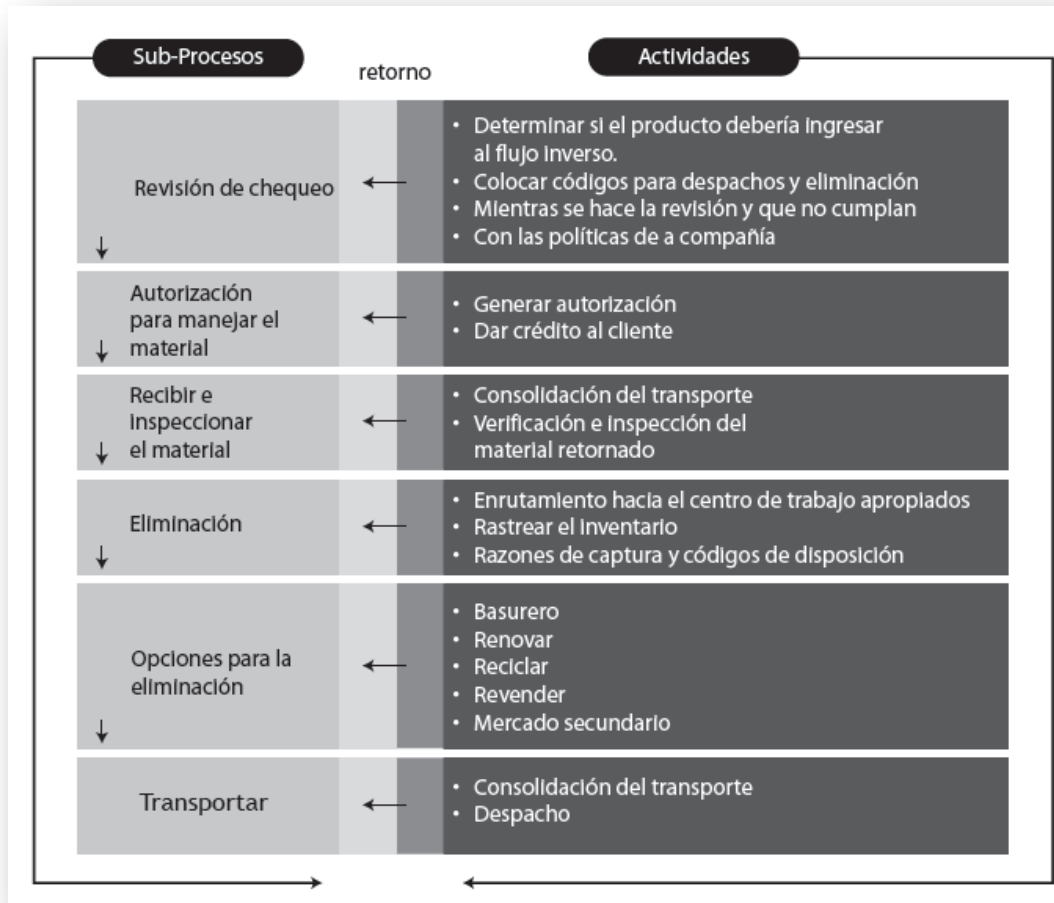 Sub-Procesos
retorno
Actividades
Revisión de chequeo
• Determinar si el producto debería ingresar
al flujo inverso.
• Colocar códigos para despachos y eliminación
• Mientras se hace la revisión y que no cumplan
• Con las políticas de a compañía
Autorización
para manejar el
material
• Generar autorización
• Dar crédito al cliente
Recibir e
inspeccionar
el material
• Consolidación del transporte
• Verificación e inspección del
material retornado
Eliminación
• Enrutamiento hacia el centro de trabajo apropiados
• Rastrear el inventario
• Razones de captura y códigos de disposición
Opciones para la
eliminación
• Basurero
• Renovar
• Reciclar
• Revender
• Mercado secundario
Transportar
• Consolidación del transporte
• Despacho